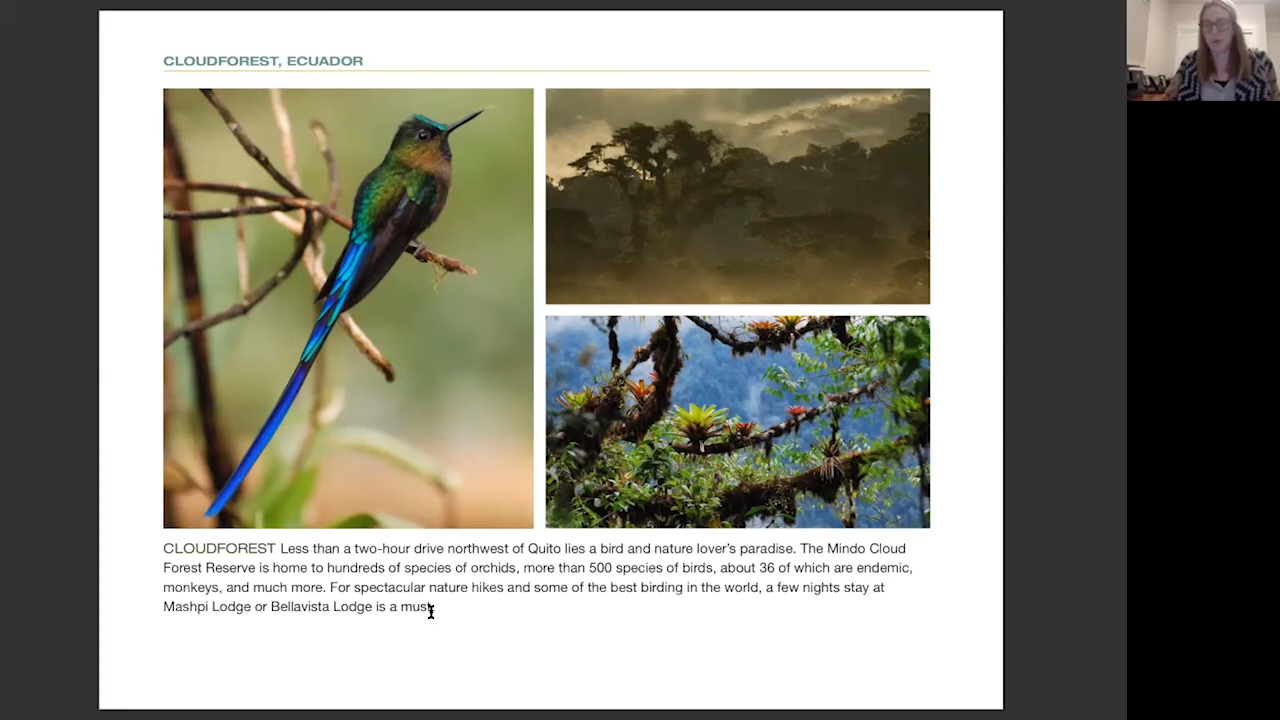 CLOUDFOREST, ECUADOR
CLOUDFOREST Less than a two-hour drive northwest of Quito lies a bird and nature lover's paradise. The Mindo Cloud
Forest Reserve is home to hundreds of species of orchids, more than 500 species of birds, about 36 of which are endemic,
monkeys, and much more. For spectacular nature hikes and some of the best birding in the world, a few nights stay at
Mashpi Lodge or Bellavista Lodge is a must